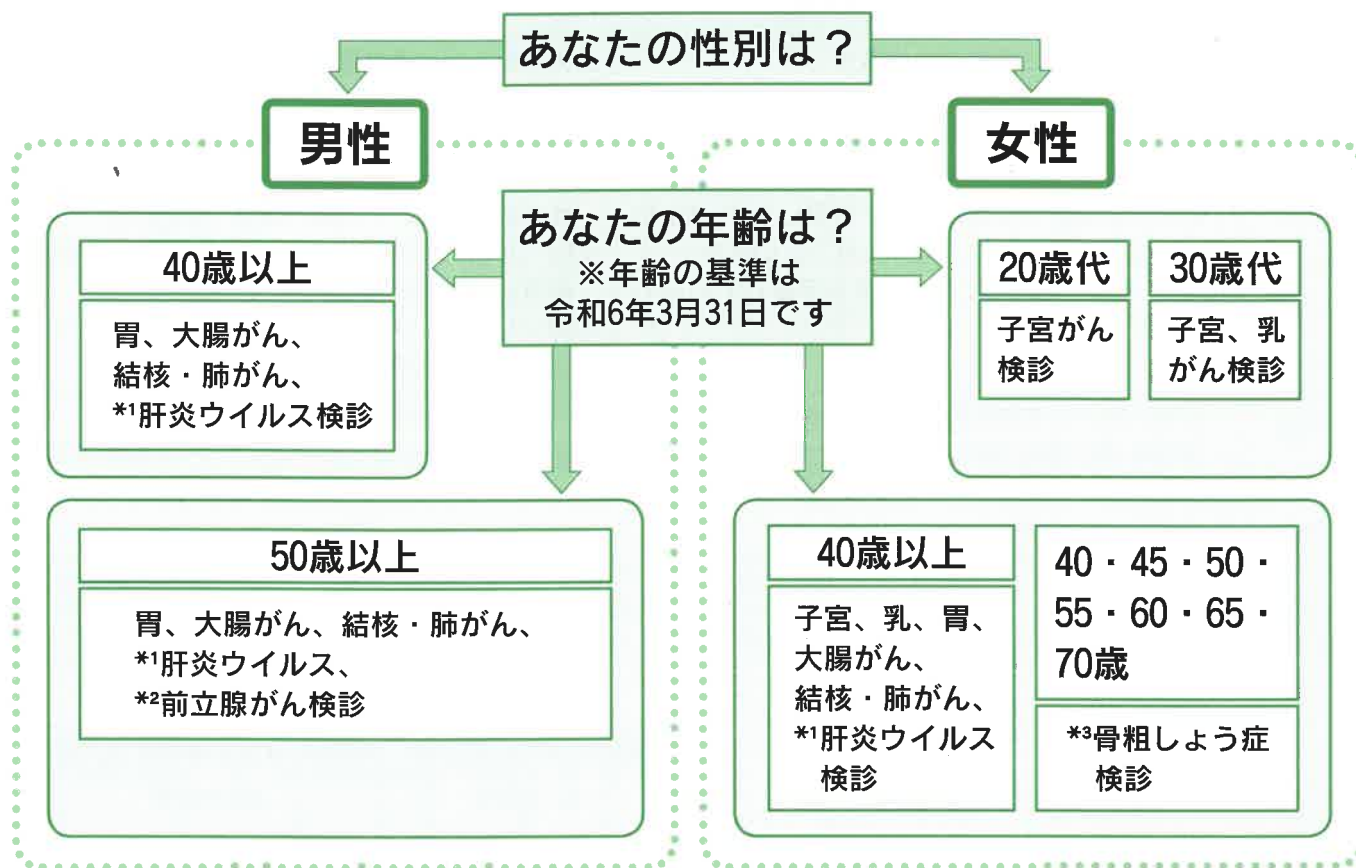 あなたの性別は？
男性
女性
あなたの年齢は？
※年齢の基準は
令和6年3月31日です
40歳以上
胃、大腸がん、
結核・肺がん、
*¹肝炎ウイルス検診
50歳以上
胃、大腸がん、結核・肺がん、
*¹肝炎ウイルス、
*²前立腺がん検診
20歳代
子宮がん
検診
30歳代
子宮、乳
がん検診
40歳以上
子宮、乳、胃、
大腸がん、
結核・肺がん、
*¹肝炎ウイルス
検診
40・45・50・
55・60・65・
70歳
*³骨粗しょう症
検診